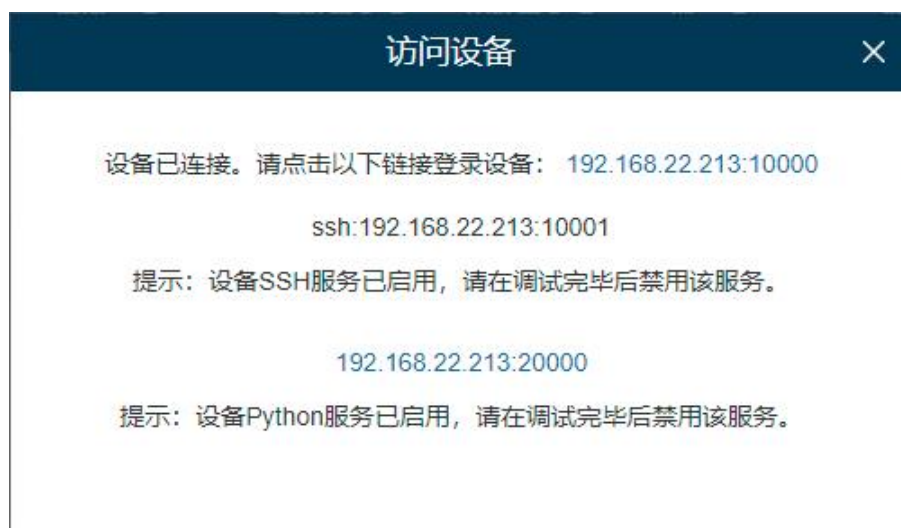 访问设备
设备已连接。请点击以下链接登录设备： 192.168.22.213:10000
ssh:192.168.22.213:10001
提示：设备SSH服务已启用，请在调试完毕后禁用该服务。
192.168.22.213:20000
提示：设备Python服务已启用，请在调试完毕后禁用该服务。